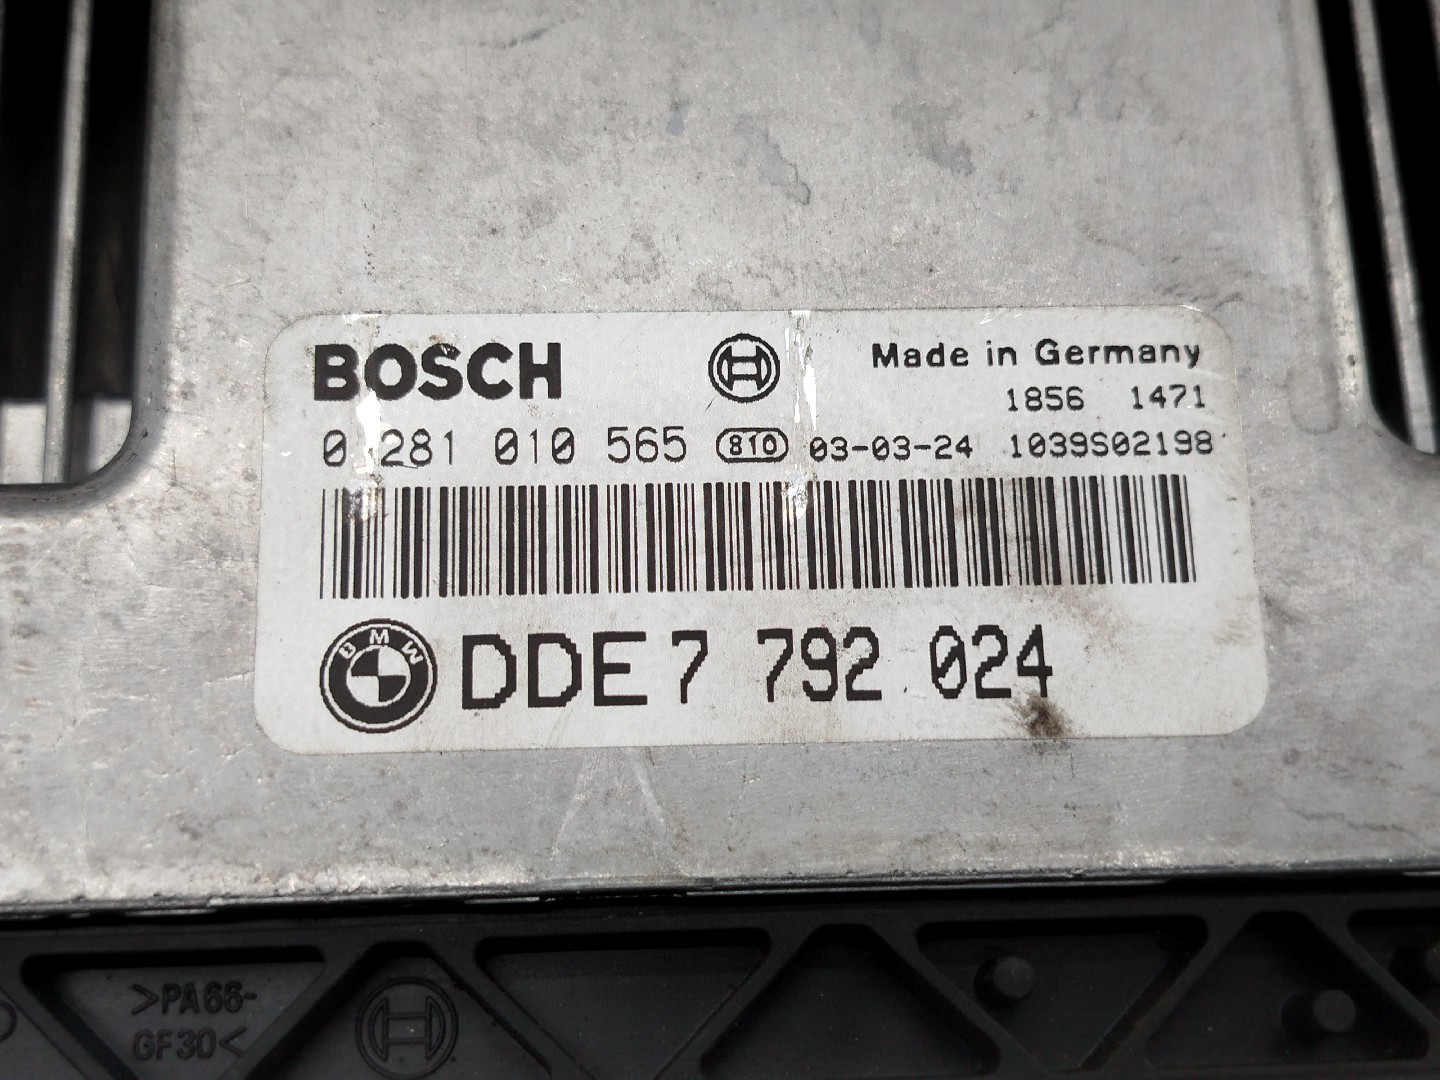 BOSCH Made in Germany
1856 1471
0 281 010 565 810 03-03-24 1039S02198
BMW DDE 7 792 024
>PA66-
GF30<